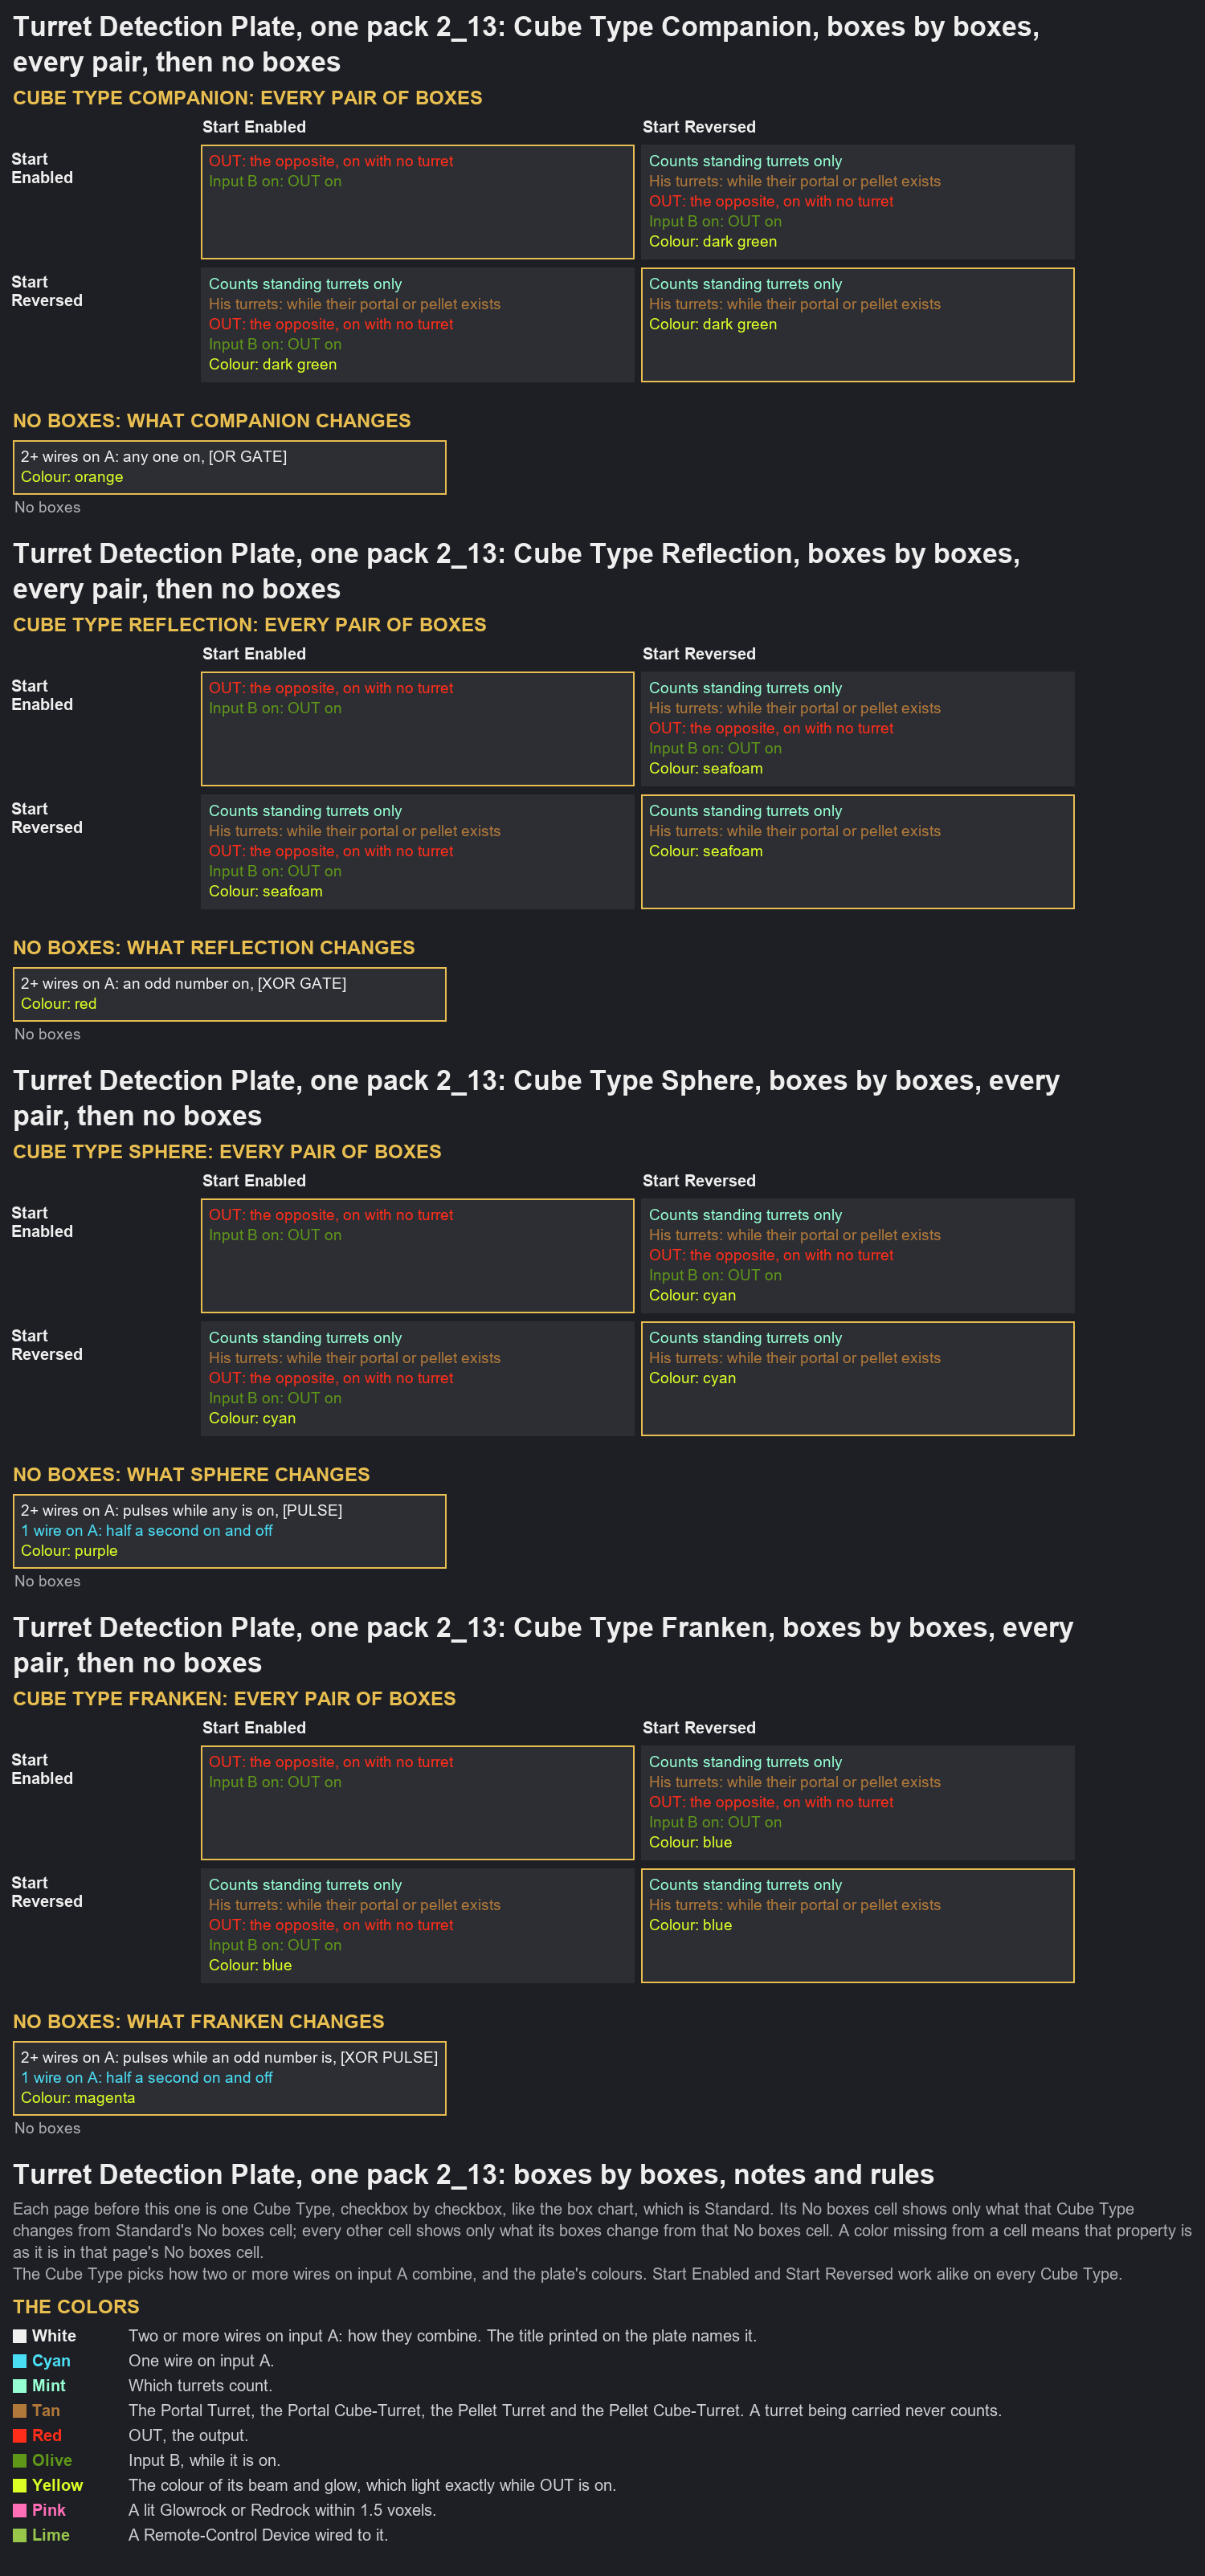 Turret Detection Plate, one pack 2_13: Cube Type Companion, boxes by boxes,
every pair, then no boxes
CUBE TYPE COMPANION: EVERY PAIR OF BOXES
Start Enabled
Start Reversed
Start
Enabled
OUT: the opposite, on with no turret
Input B on: OUT on
Counts standing turrets only
His turrets: while their portal or pellet exists
OUT: the opposite, on with no turret
Input B on: OUT on
Colour: dark green
Start
Reversed
Counts standing turrets only
His turrets: while their portal or pellet exists
OUT: the opposite, on with no turret
Input B on: OUT on
Colour: dark green
Counts standing turrets only
His turrets: while their portal or pellet exists
Colour: dark green
NO BOXES: WHAT COMPANION CHANGES
2+ wires on A: any one on, [OR GATE]
Colour: orange
No boxes
Turret Detection Plate, one pack 2_13: Cube Type Reflection, boxes by boxes,
every pair, then no boxes
CUBE TYPE REFLECTION: EVERY PAIR OF BOXES
Start Enabled
Start Reversed
Start
Enabled
OUT: the opposite, on with no turret
Input B on: OUT on
Counts standing turrets only
His turrets: while their portal or pellet exists
OUT: the opposite, on with no turret
Input B on: OUT on
Colour: seafoam
Start
Reversed
Counts standing turrets only
His turrets: while their portal or pellet exists
OUT: the opposite, on with no turret
Input B on: OUT on
Colour: seafoam
Counts standing turrets only
His turrets: while their portal or pellet exists
Colour: seafoam
NO BOXES: WHAT REFLECTION CHANGES
2+ wires on A: an odd number on, [XOR GATE]
Colour: red
No boxes
Turret Detection Plate, one pack 2_13: Cube Type Sphere, boxes by boxes, every
pair, then no boxes
CUBE TYPE SPHERE: EVERY PAIR OF BOXES
Start Enabled
Start Reversed
Start
Enabled
OUT: the opposite, on with no turret
Input B on: OUT on
Counts standing turrets only
His turrets: while their portal or pellet exists
OUT: the opposite, on with no turret
Input B on: OUT on
Colour: cyan
Start
Reversed
Counts standing turrets only
His turrets: while their portal or pellet exists
OUT: the opposite, on with no turret
Input B on: OUT on
Colour: cyan
Counts standing turrets only
His turrets: while their portal or pellet exists
Colour: cyan
NO BOXES: WHAT SPHERE CHANGES
2+ wires on A: pulses while any is on, [PULSE]
1 wire on A: half a second on and off
Colour: purple
No boxes
Turret Detection Plate, one pack 2_13: Cube Type Franken, boxes by boxes, every
pair, then no boxes
CUBE TYPE FRANKEN: EVERY PAIR OF BOXES
Start Enabled
Start Reversed
Start
Enabled
OUT: the opposite, on with no turret
Input B on: OUT on
Counts standing turrets only
His turrets: while their portal or pellet exists
OUT: the opposite, on with no turret
Input B on: OUT on
Colour: blue
Start
Reversed
Counts standing turrets only
His turrets: while their portal or pellet exists
OUT: the opposite, on with no turret
Input B on: OUT on
Colour: blue
Counts standing turrets only
His turrets: while their portal or pellet exists
Colour: blue
NO BOXES: WHAT FRANKEN CHANGES
2+ wires on A: pulses while an odd number is, [XOR PULSE]
1 wire on A: half a second on and off
Colour: magenta
No boxes
Turret Detection Plate, one pack 2_13: boxes by boxes, notes and rules
Each page before this one is one Cube Type, checkbox by checkbox, like the box chart, which is Standard. Its No boxes cell shows only what that Cube Type
changes from Standard's No boxes cell; every other cell shows only what its boxes change from that No boxes cell. A color missing from a cell means that property is
as it is in that page's No boxes cell.
The Cube Type picks how two or more wires on input A combine, and the plate's colours. Start Enabled and Start Reversed work alike on every Cube Type.
THE COLORS
White Two or more wires on input A: how they combine. The title printed on the plate names it.
Cyan One wire on input A.
Mint Which turrets count.
Tan The Portal Turret, the Portal Cube-Turret, the Pellet Turret and the Pellet Cube-Turret. A turret being carried never counts.
Red OUT, the output.
Olive Input B, while it is on.
Yellow The colour of its beam and glow, which light exactly while OUT is on.
Pink A lit Glowrock or Redrock within 1.5 voxels.
Lime A Remote-Control Device wired to it.